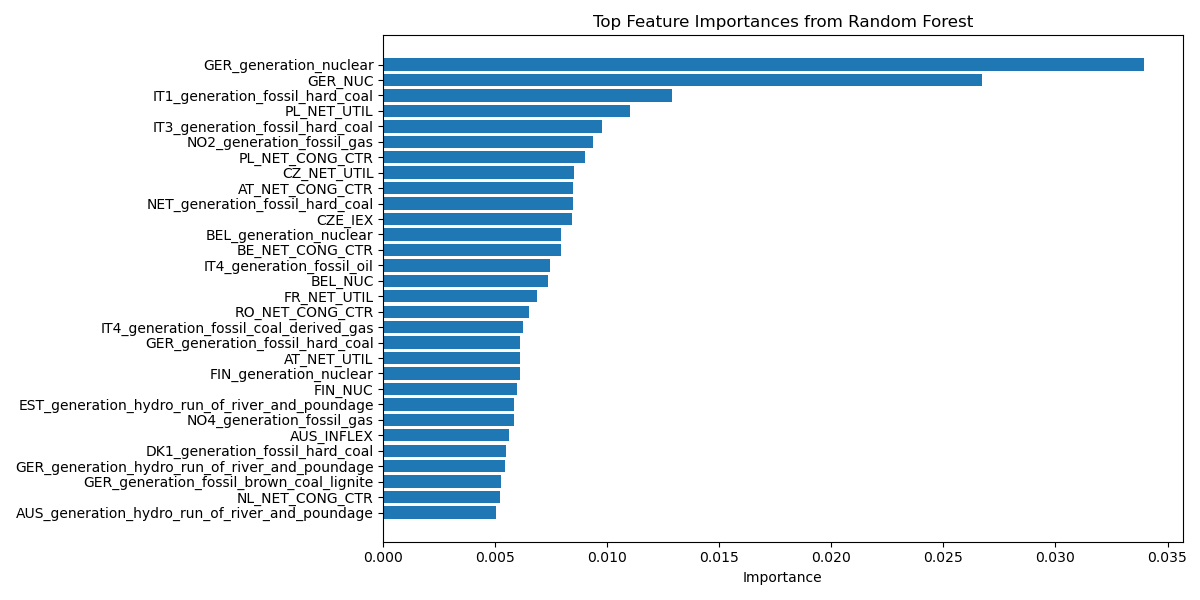 Top Feature Importances from Random Forest
GER_generation_nuclear
GER_NUC
IT1_generation_fossil_hard_coal
PL_NET_UTIL
IT3_generation_fossil_hard_coal
NO2_generation_fossil_gas
PL_NET_CONG_CTR
CZ_NET_UTIL
AT_NET_CONG_CTR
NET_generation_fossil_hard_coal
CZE_IEX
BEL_generation_nuclear
BE_NET_CONG_CTR
IT4_generation_fossil_oil
BEL_NUC
FR_NET_UTIL
RO_NET_CONG_CTR
IT4_generation_fossil_coal_derived_gas
GER_generation_fossil_hard_coal
AT_NET_UTIL
FIN_generation_nuclear
FIN_NUC
EST_generation_hydro_run_of_river_and_poundage
NO4_generation_fossil_gas
AUS_INFLEX
DK1_generation_fossil_hard_coal
GER_generation_hydro_run_of_river_and_poundage
GER_generation_fossil_brown_coal_lignite
NL_NET_CONG_CTR
AUS_generation_hydro_run_of_river_and_poundage
0.000 0.005 0.010 0.015 0.020 0.025 0.030 0.035
Importance